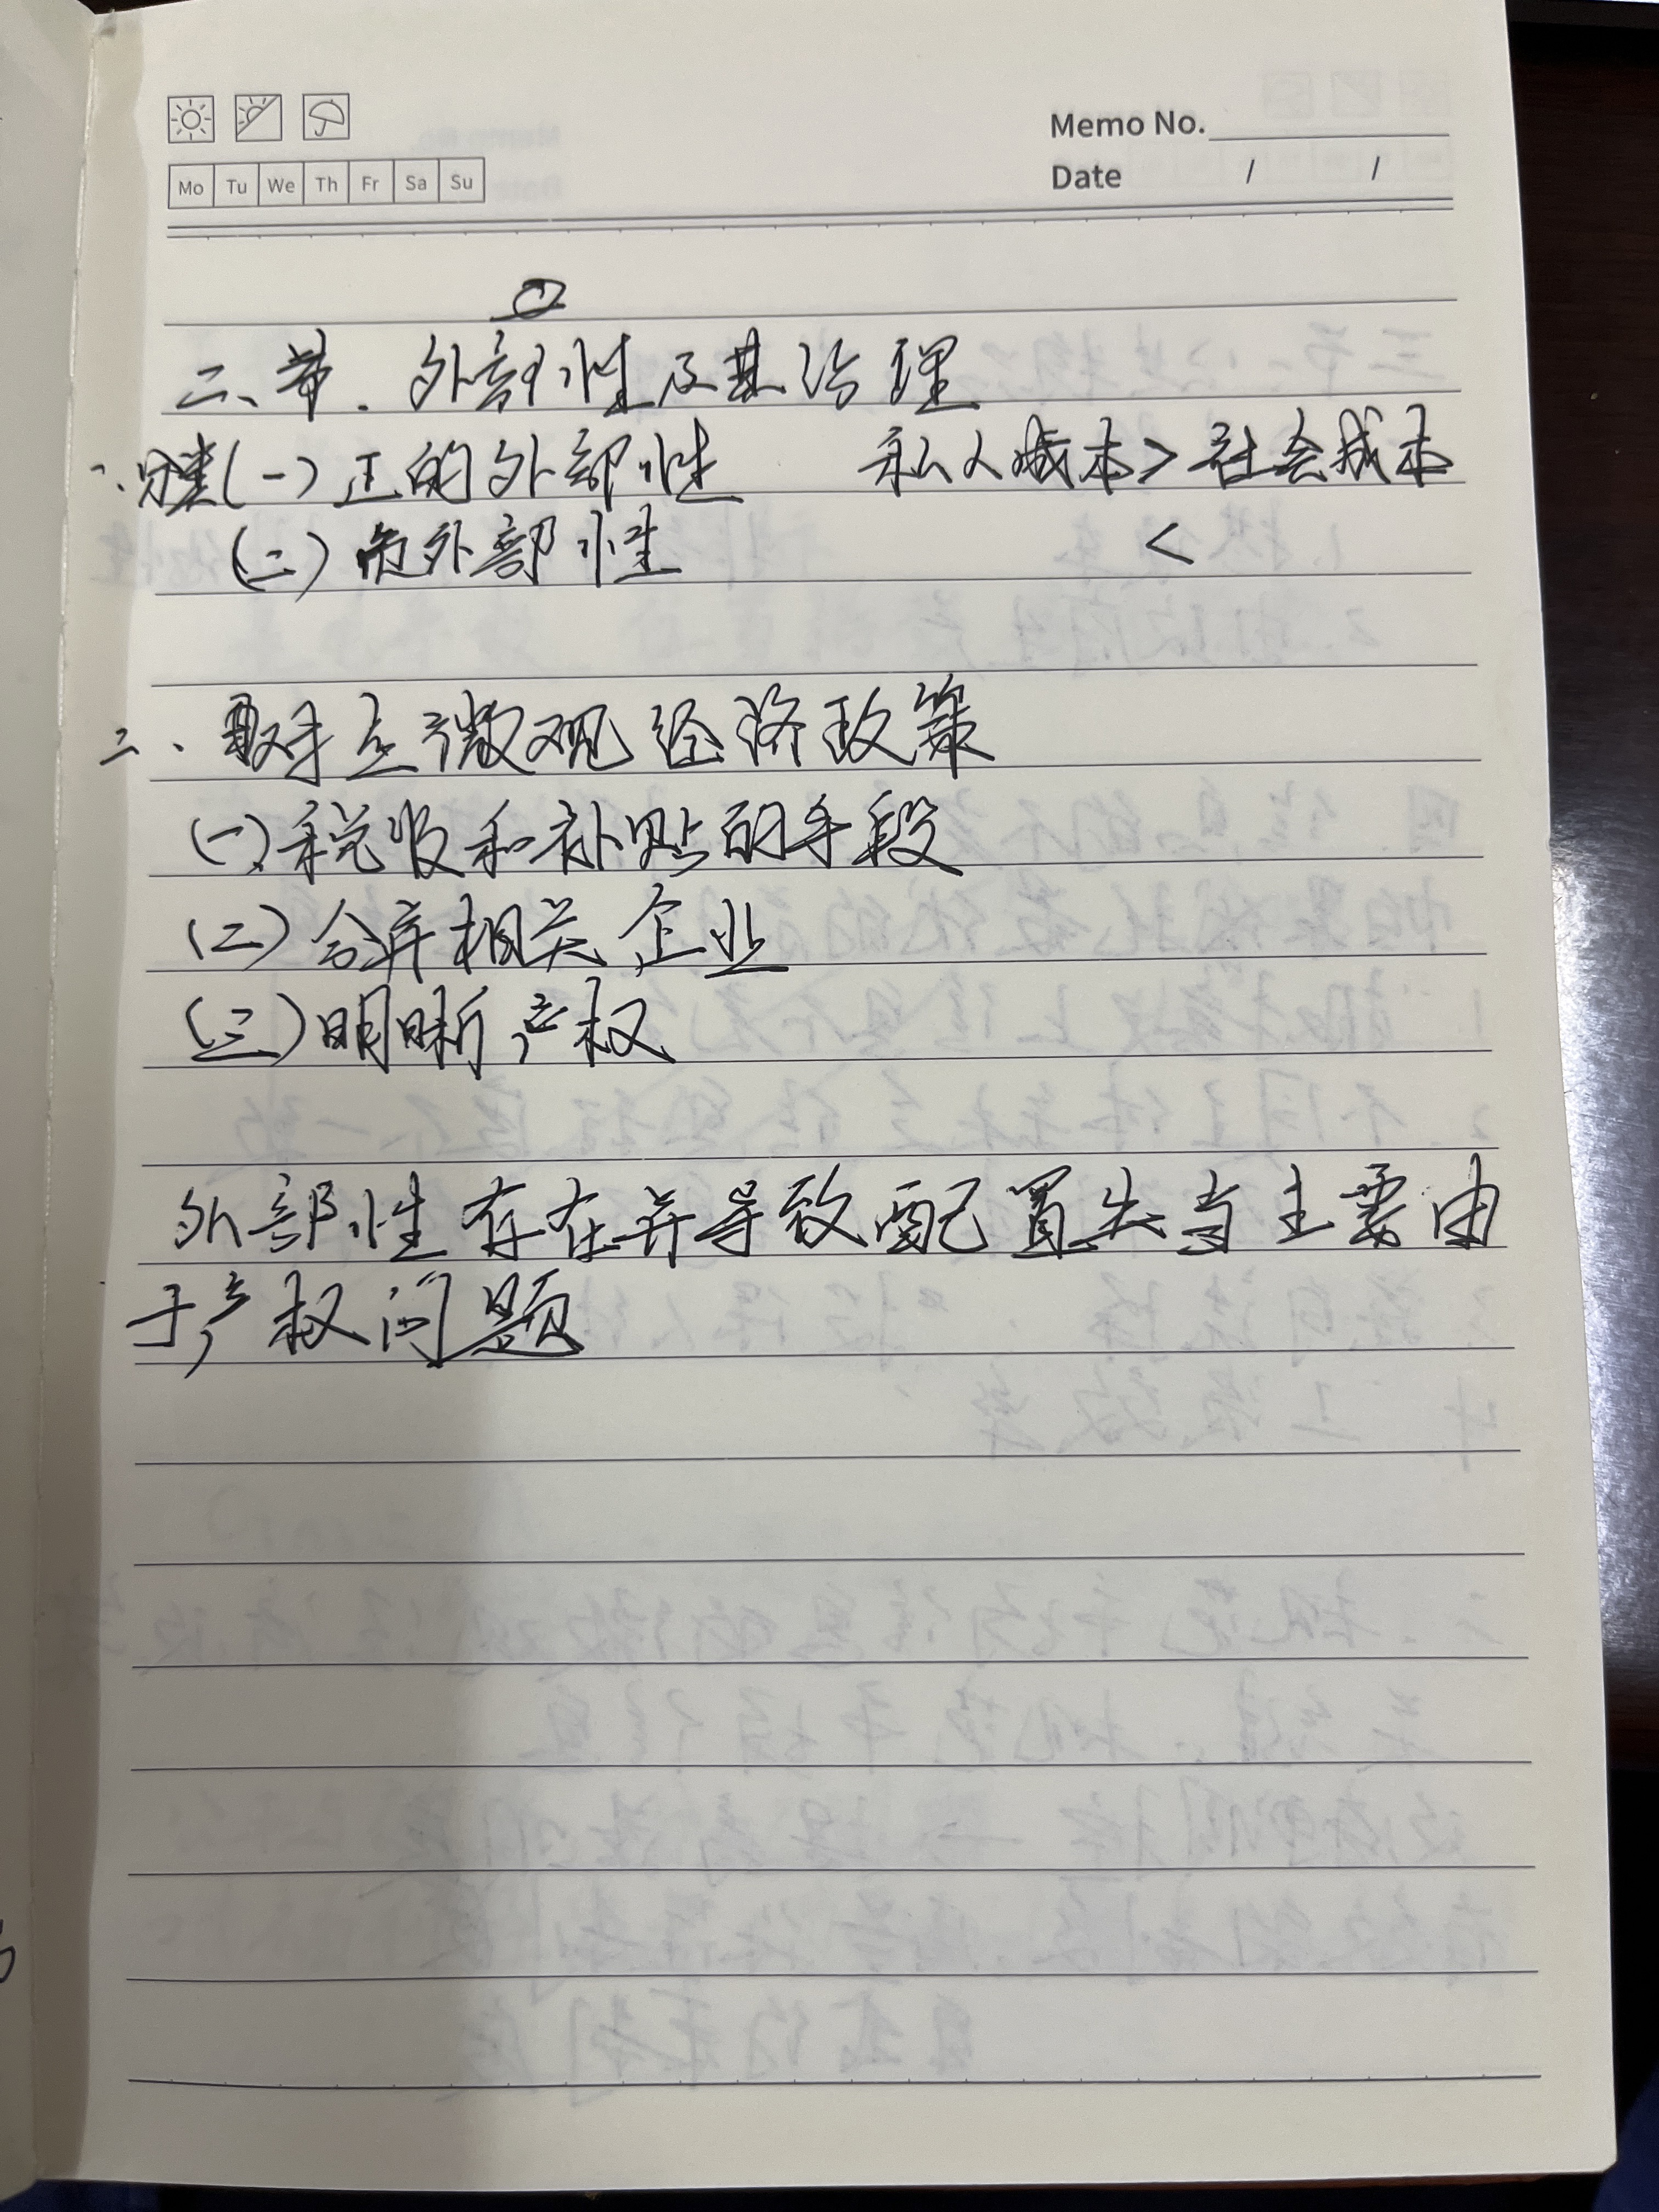 Memo No.
Mo Tu We Th Fr Sa Su
Date / /
二、节. 外部性及其治理
一、分类(一)正的外部性 私人成本>社会成本
(二)负外部性 <
二、取对应微观经济政策
(一)税收和补贴的手段
(二)合并相关企业
(三)明晰产权
外部性存在并导致配置失当主要由
于产权问题